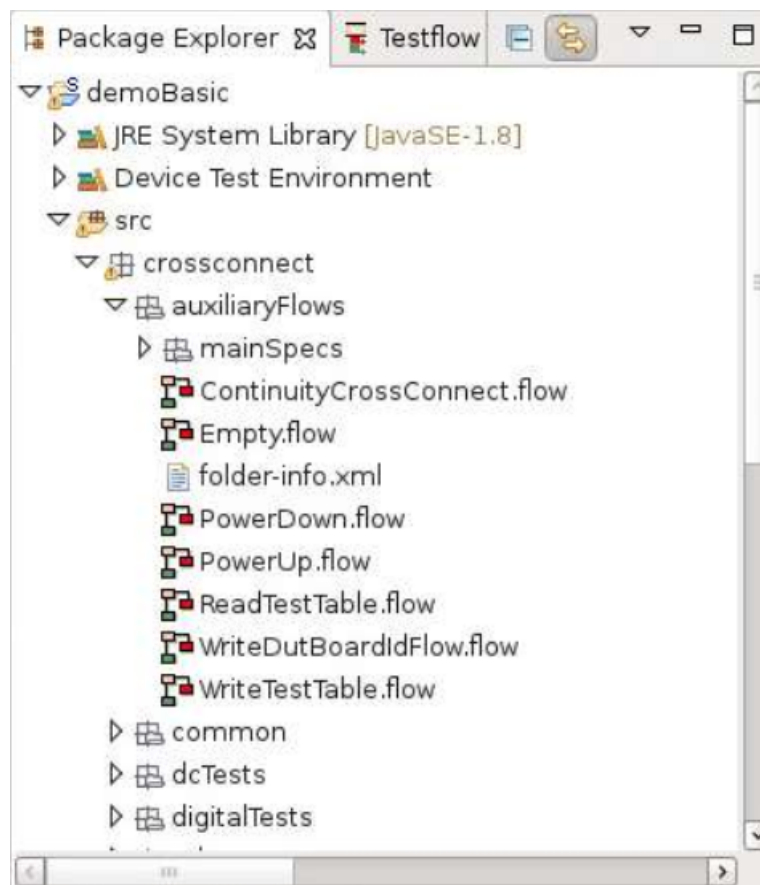 Package Explorer Testflow
demoBasic
JRE System Library [JavaSE-1.8]
Device Test Environment
src
crossconnect
auxiliaryFlows
mainSpecs
ContinuityCrossConnect.flow
Empty.flow
folder-info.xml
PowerDown.flow
PowerUp.flow
ReadTestTable.flow
WriteDutBoardIdFlow.flow
WriteTestTable.flow
common
dcTests
digitalTests